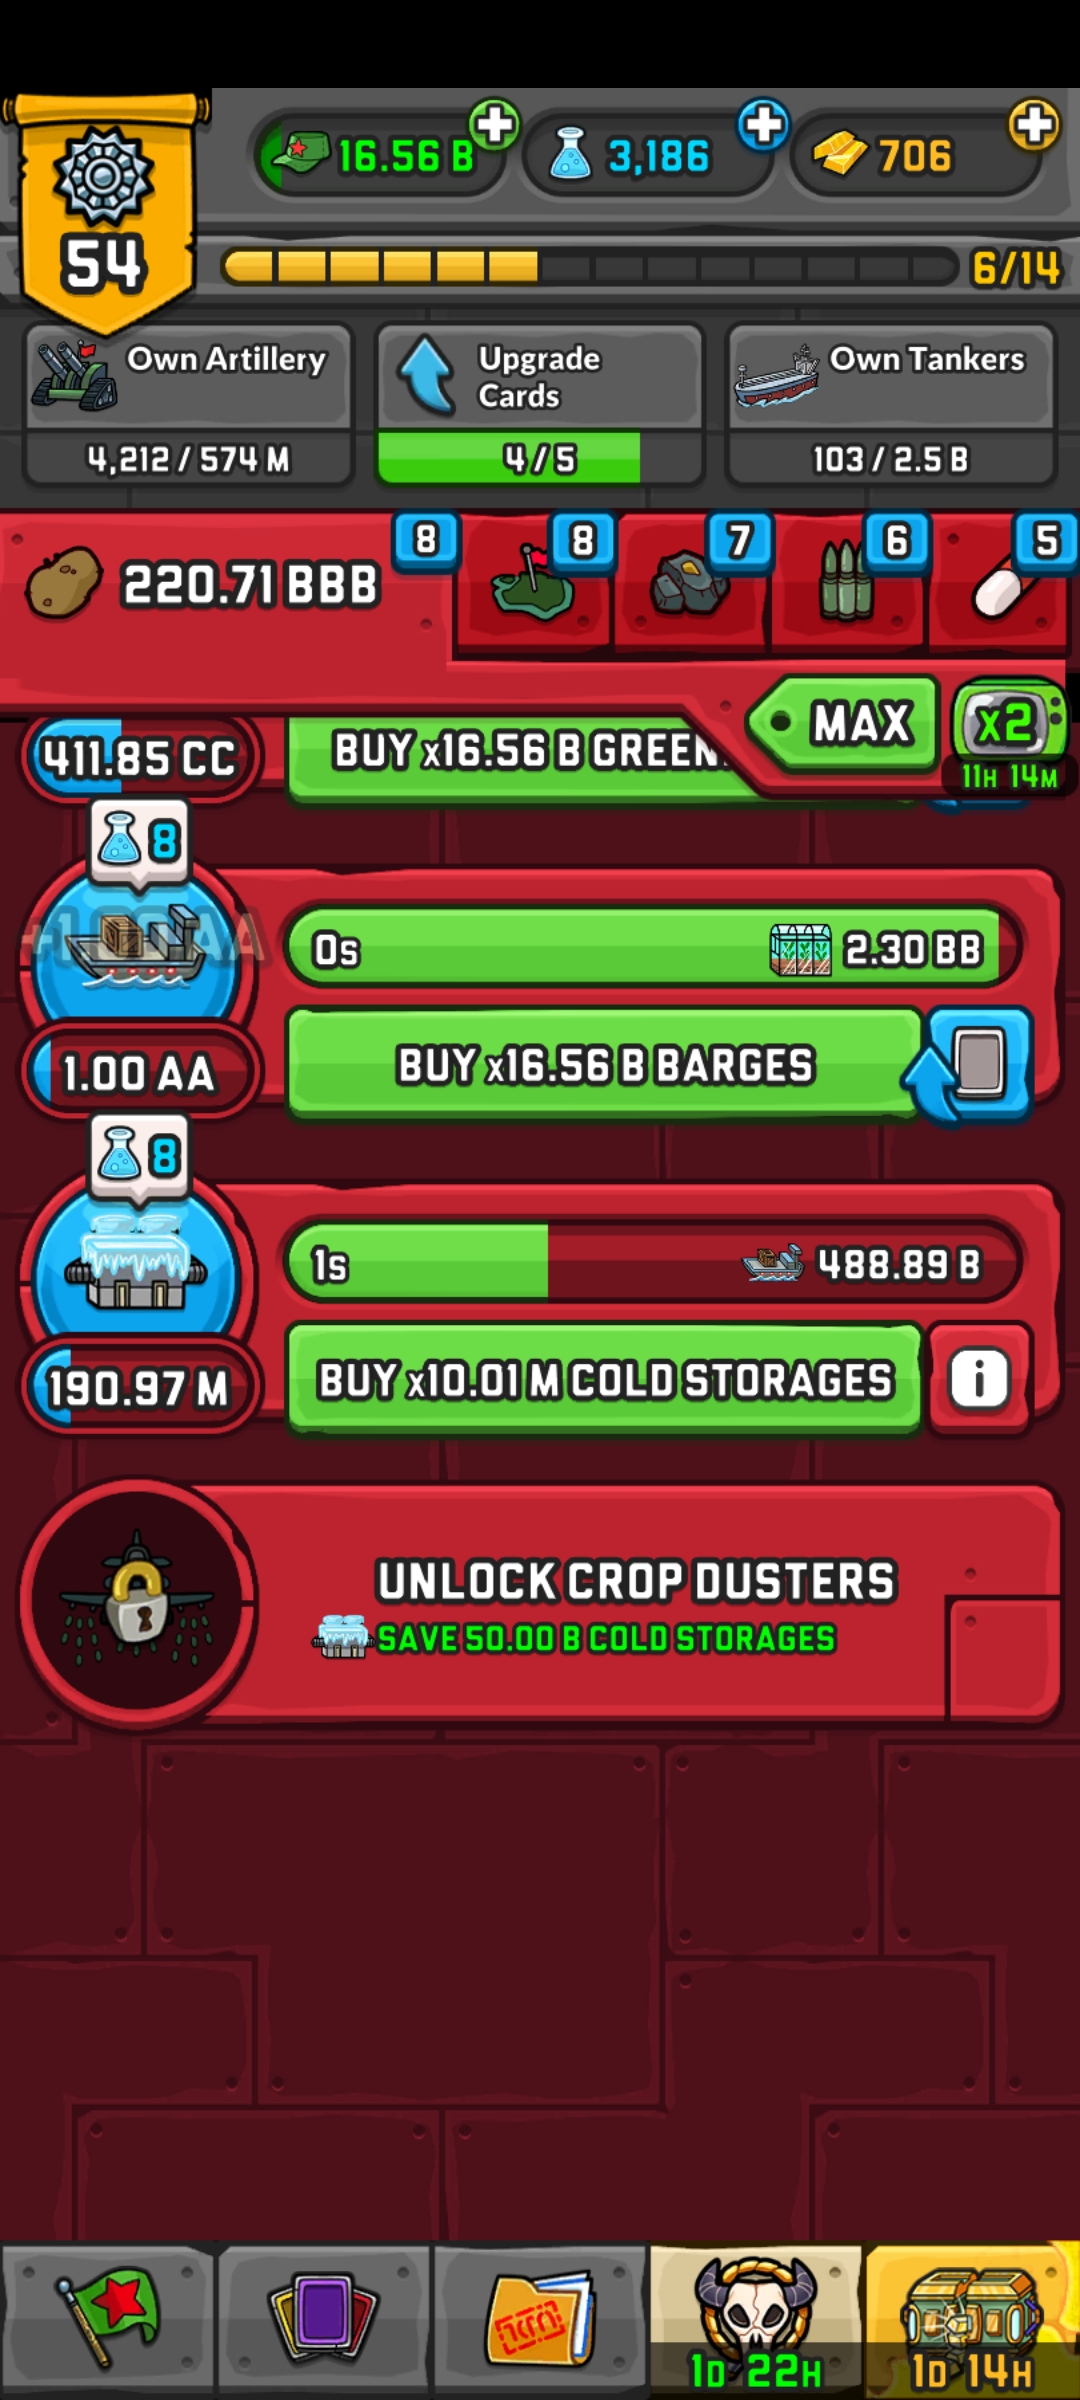 16.56 B
3,186
706
54
6/14
Own Artillery
4,212 / 574 M
Upgrade
Cards
4 / 5
Own Tankers
103 / 2.5 B
220.71 BBB
8
8
7
6
5
MAX
X2
11H 14M
411.85 CC
BUY x16.56 B GREEN
8
+1.00 AA
0s
2.30 BB
1.00 AA
BUY x16.56 B BARGES
8
1s
488.89 B
190.97 M
BUY x10.01 M COLD STORAGES
i
UNLOCK CROP DUSTERS
SAVE 50.00 B COLD STORAGES
1D 22H
1D 14H